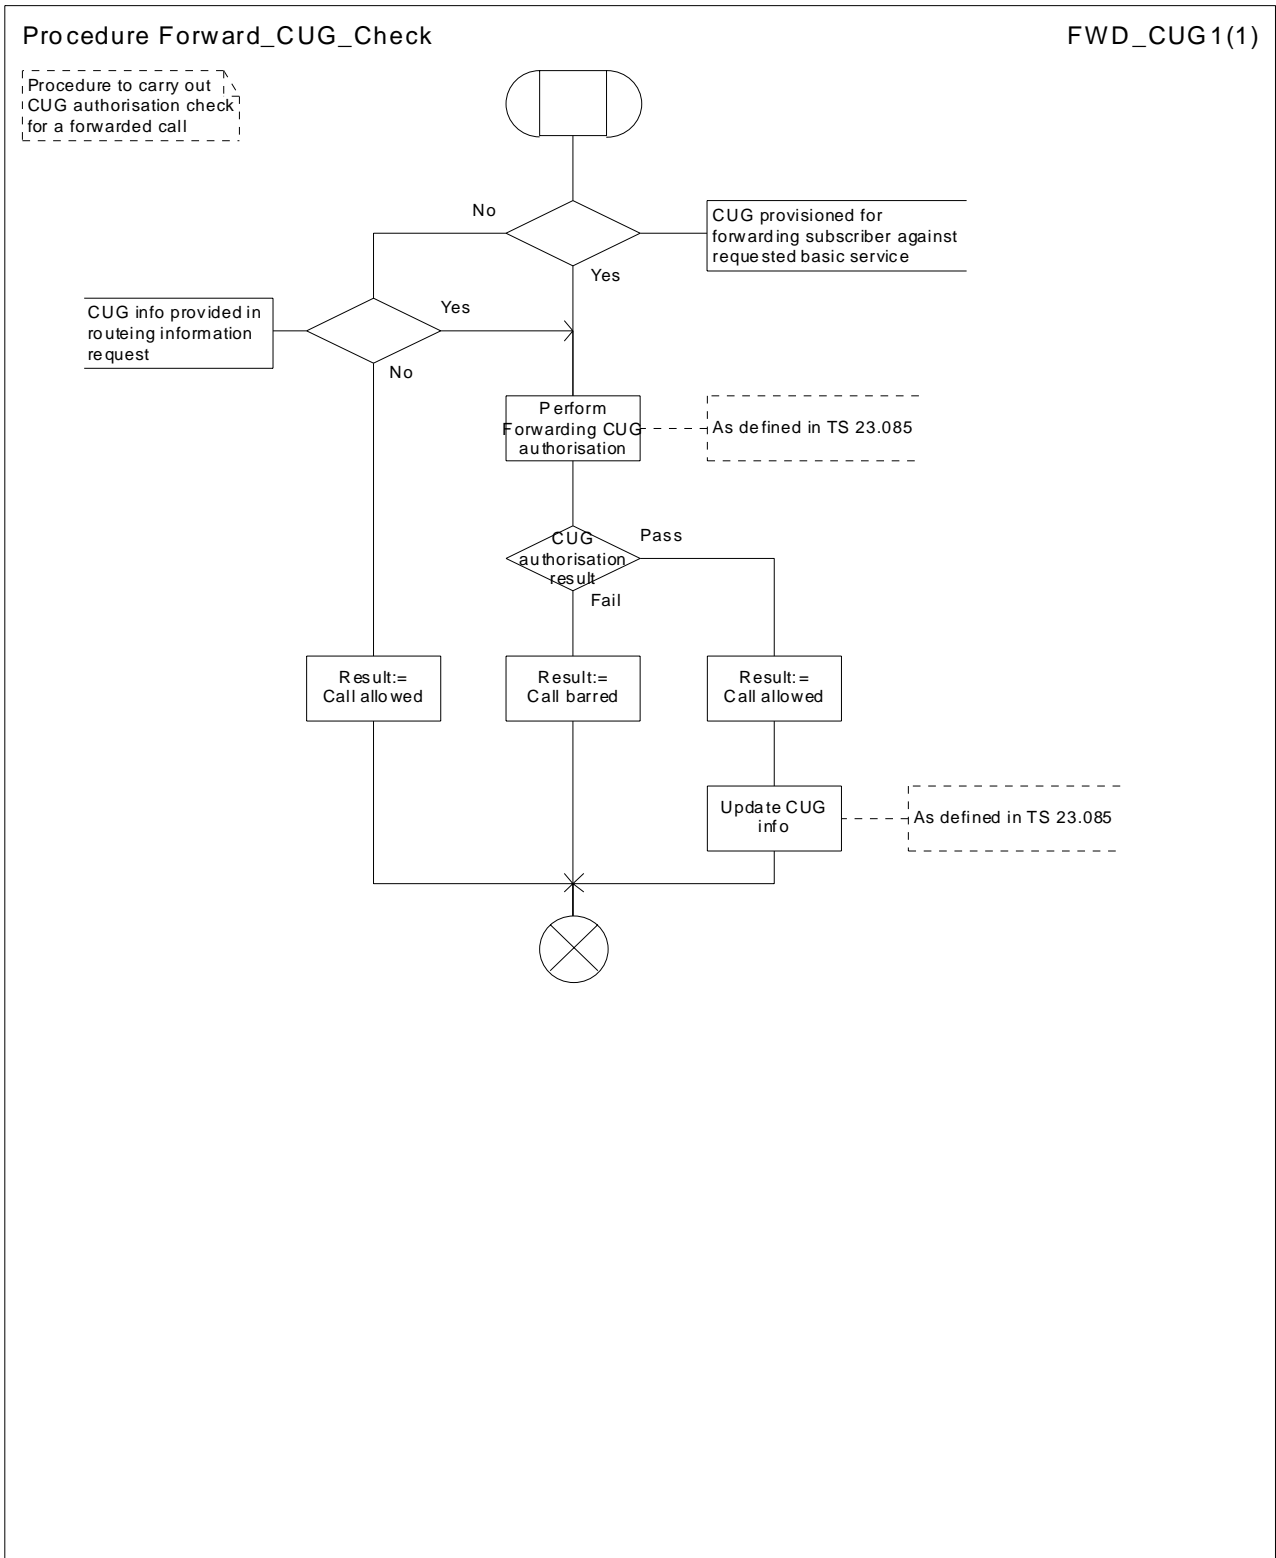 Procedure Forward_CUG_Check
FWD_CUG1(1)
Procedure to carry out
CUG authorisation check
for a forwarded call
No
CUG provisioned for
forwarding subscriber against
requested basic service
Yes
CUG info provided in
routeing information
request
Yes
No
Perform
Forwarding CUG
authorisation
As defined in TS 23.085
CUG
authorisation
result
Pass
Fail
Result:=
Call allowed
Result:=
Call barred
Result:=
Call allowed
Update CUG
info
As defined in TS 23.085